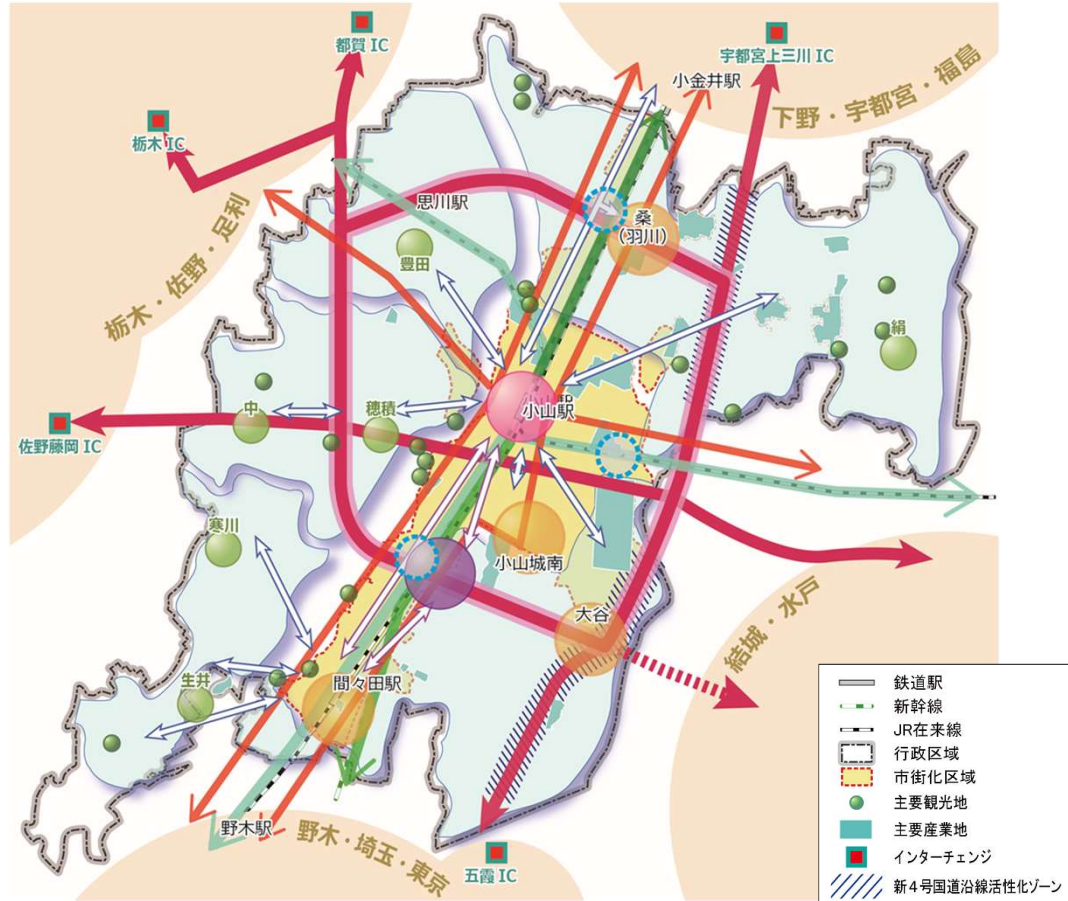 都賀 IC
宇都宮上三川 IC
小金井駅
下野・宇都宮・福島
栃木 IC
思川駅
桑
(羽川)
豊田
栃木・佐野・足利
絹
小山駅
中
穂積
佐野藤岡 IC
寒川
小山城南
大谷
結城・水戸
生井
間々田駅
野木駅
野木・埼玉・東京
五霞 IC
鉄道駅
新幹線
JR在来線
行政区域
市街化区域
主要観光地
主要産業地
インターチェンジ
新4号国道沿線活性化ゾーン